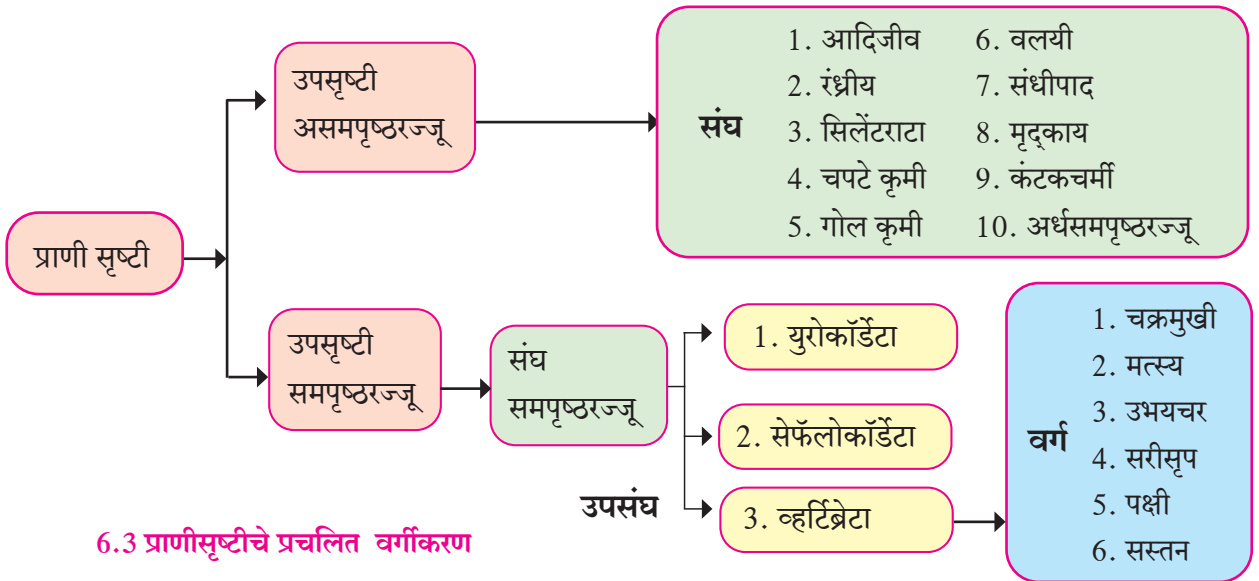 प्राणी सृष्टी
उपसृष्टी
असमपृष्ठरज्जू
संघ
1. आदिजीव
2. रंध्रीय
3. सिलेंटराटा
4. चपटे कृमी
5. गोल कृमी
6. वलयी
7. संधीपाद
8. मृद्‌काय
9. कंटकचर्मी
10. अर्धसमपृष्ठरज्जू
उपसृष्टी
समपृष्ठरज्जू
संघ
समपृष्ठरज्जू
उपसंघ
1. युरोकॉर्डेटा
2. सेफॅलोकॉर्डेटा
3. व्हर्टिब्रेटा
वर्ग
1. चक्रमुखी
2. मत्स्य
3. उभयचर
4. सरीसृप
5. पक्षी
6. सस्तन
6.3 प्राणीसृष्टीचे प्रचलित वर्गीकरण